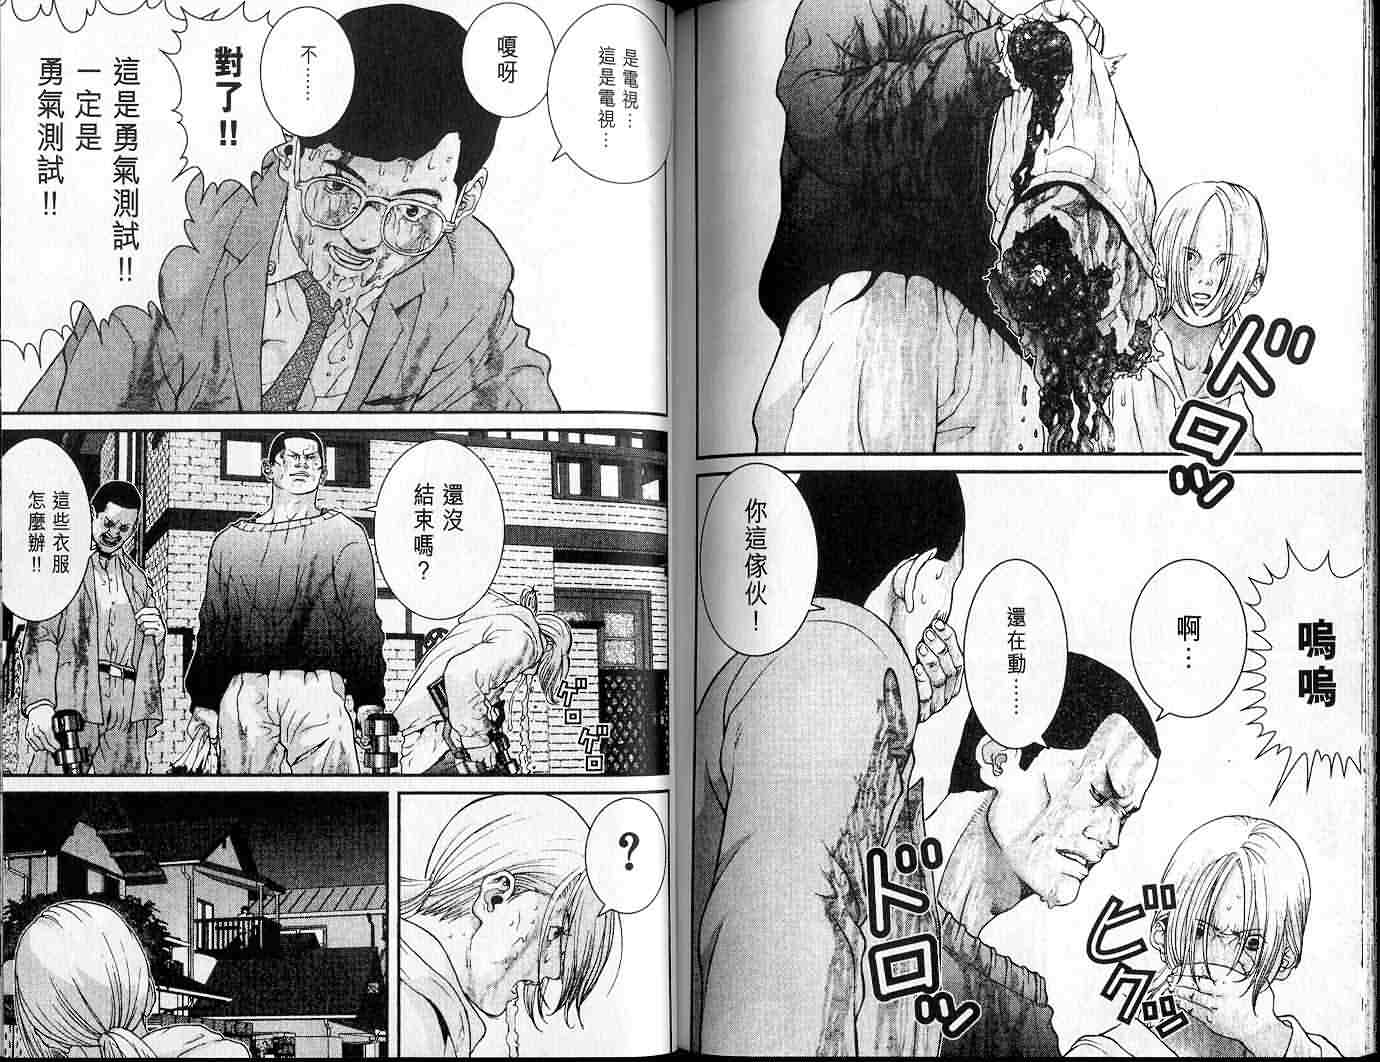 ドロッ
嗚嗚
啊…
還在動……
你這傢伙！
ドロッ
ビクビク
是電視…
這是電視…
嗄呀
不……
對了!!
這是勇氣測試!!
一定是
勇氣測試!!
還沒
結束嗎？
這些衣服
怎麼辦!!
ゲロ
ゲロ
？